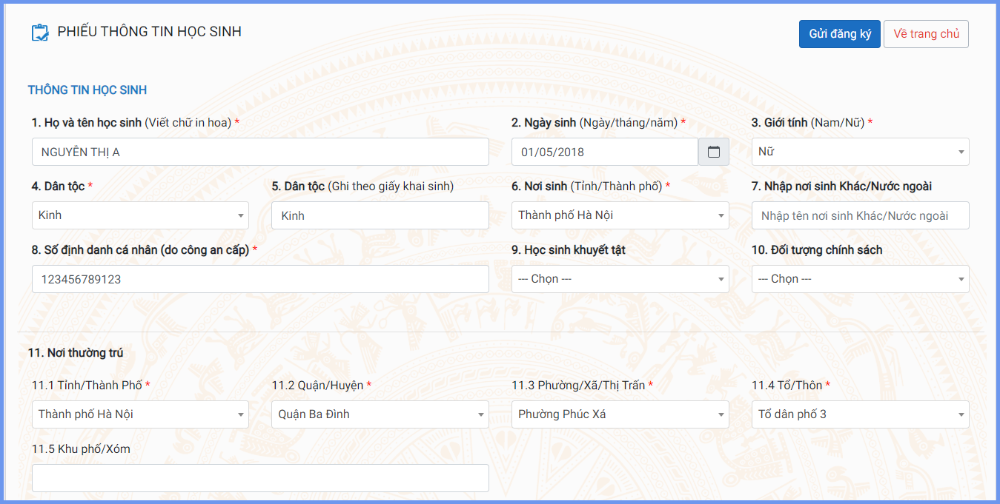 PHIẾU THÔNG TIN HỌC SINH
Gửi đăng ký
Về trang chủ
THÔNG TIN HỌC SINH
1. Họ và tên học sinh (Viết chữ in hoa) *
2. Ngày sinh (Ngày/tháng/năm) *
3. Giới tính (Nam/Nữ) *
NGUYỄN THỊ A
01/05/2018
Nữ
4. Dân tộc *
5. Dân tộc (Ghi theo giấy khai sinh)
6. Nơi sinh (Tỉnh/Thành phố) *
7. Nhập nơi sinh Khác/Nước ngoài
Kinh
Kinh
Thành phố Hà Nội
Nhập tên nơi sinh Khác/Nước ngoài
8. Số định danh cá nhân (do công an cấp) *
9. Học sinh khuyết tật
10. Đối tượng chính sách
123456789123
--- Chọn ---
--- Chọn ---
11. Nơi thường trú
11.1 Tỉnh/Thành Phố *
11.2 Quận/Huyện *
11.3 Phường/Xã/Thị Trấn *
11.4 Tổ/Thôn *
Thành phố Hà Nội
Quận Ba Đình
Phường Phúc Xá
Tổ dân phố 3
11.5 Khu phố/Xóm